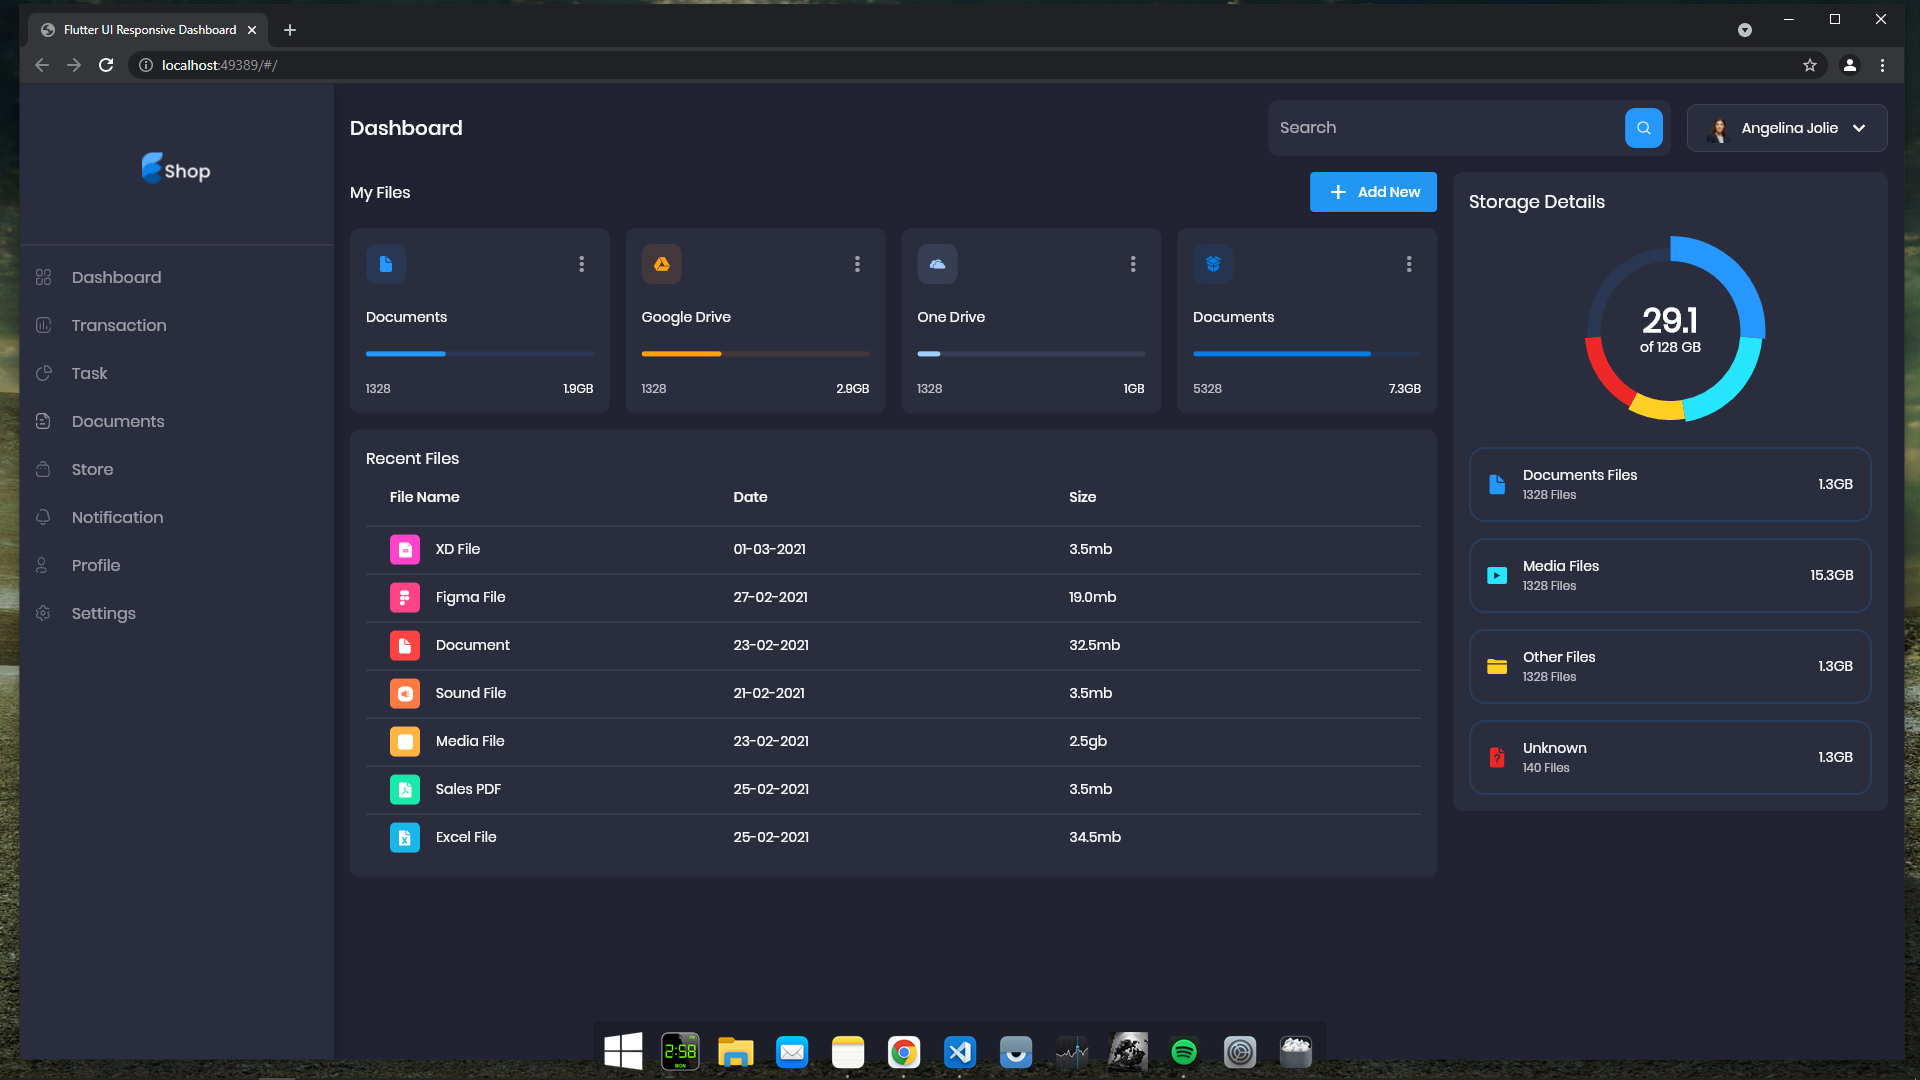 Flutter UI Responsive Dashboard
localhost:49389/#/
Shop
Dashboard
Transaction
Task
Documents
Store
Notification
Profile
Settings
Dashboard
Search
Angelina Jolie
My Files
Add New
Documents
1328 1.9GB
Google Drive
1328 2.9GB
One Drive
1328 1GB
Documents
5328 7.3GB
Recent Files
File Name Date Size
XD File 01-03-2021 3.5mb
Figma File 27-02-2021 19.0mb
Document 23-02-2021 32.5mb
Sound File 21-02-2021 3.5mb
Media File 23-02-2021 2.5gb
Sales PDF 25-02-2021 3.5mb
Excel File 25-02-2021 34.5mb
Storage Details
29.1
of 128 GB
Documents Files
1328 Files
1.3GB
Media Files
1328 Files
15.3GB
Other Files
1328 Files
1.3GB
Unknown
140 Files
1.3GB
2:58
MON